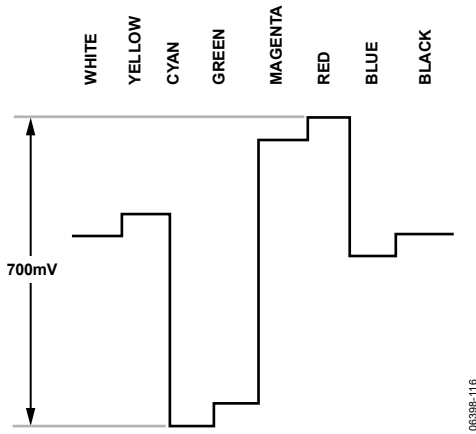 WHITE
YELLOW
CYAN
GREEN
MAGENTA
RED
BLUE
BLACK
700mV
06398-116